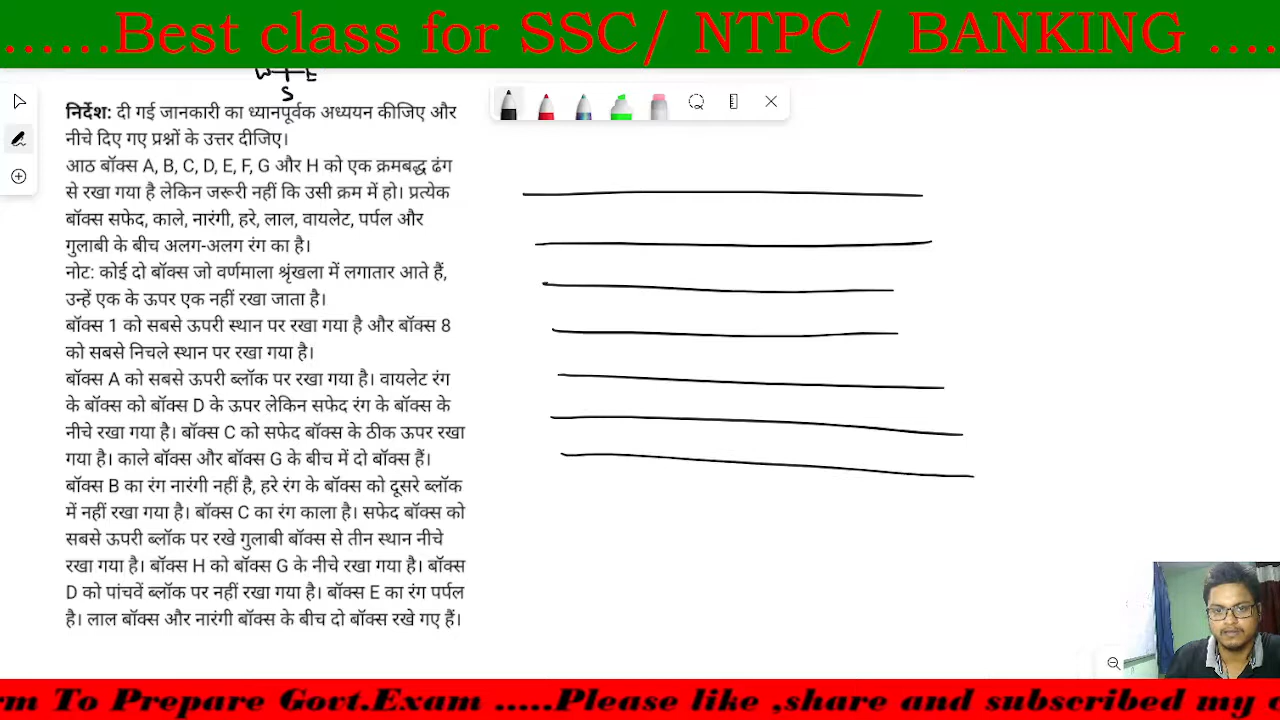 ......Best class for SSC/ NTPC/ BANKING ....
W E
S
निर्देश: दी गई जानकारी का ध्यानपूर्वक अध्ययन कीजिए और
नीचे दिए गए प्रश्नों के उत्तर दीजिए।
आठ बॉक्स A, B, C, D, E, F, G और H को एक क्रमबद्ध ढंग
से रखा गया है लेकिन जरूरी नहीं कि उसी क्रम में हो। प्रत्येक
बॉक्स सफेद, काले, नारंगी, हरे, लाल, वायलेट, पर्पल और
गुलाबी के बीच अलग-अलग रंग का है।
नोट: कोई दो बॉक्स जो वर्णमाला श्रृंखला में लगातार आते हैं,
उन्हें एक के ऊपर एक नहीं रखा जाता है।
बॉक्स 1 को सबसे ऊपरी स्थान पर रखा गया है और बॉक्स 8
को सबसे निचले स्थान पर रखा गया है।
बॉक्स A को सबसे ऊपरी ब्लॉक पर रखा गया है। वायलेट रंग
के बॉक्स को बॉक्स D के ऊपर लेकिन सफेद रंग के बॉक्स के
नीचे रखा गया है। बॉक्स C को सफेद बॉक्स के ठीक ऊपर रखा
गया है। काले बॉक्स और बॉक्स G के बीच में दो बॉक्स हैं।
बॉक्स B का रंग नारंगी नहीं है, हरे रंग के बॉक्स को दूसरे ब्लॉक
में नहीं रखा गया है। बॉक्स C का रंग काला है। सफेद बॉक्स को
सबसे ऊपरी ब्लॉक पर रखे गुलाबी बॉक्स से तीन स्थान नीचे
रखा गया है। बॉक्स H को बॉक्स G के नीचे रखा गया है। बॉक्स
D को पांचवें ब्लॉक पर नहीं रखा गया है। बॉक्स E का रंग पर्पल
है। लाल बॉक्स और नारंगी बॉक्स के बीच दो बॉक्स रखे गए हैं।
rm To Prepare Govt.Exam .....Please like ,share and subscribed my